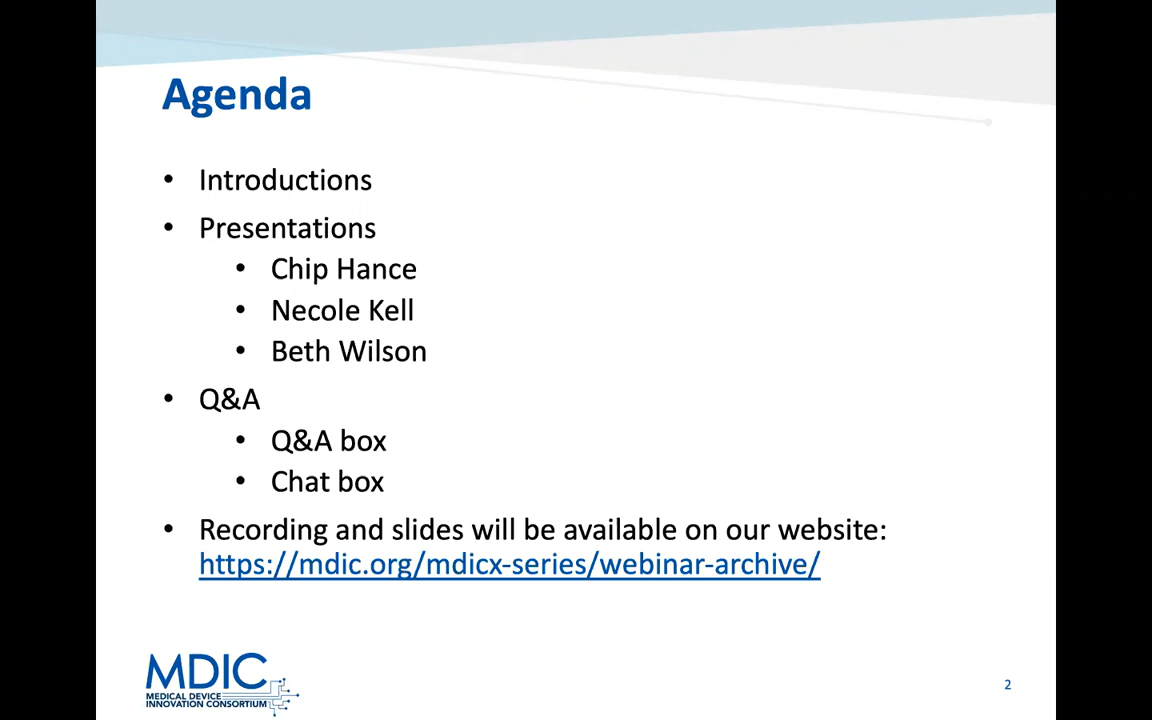 Agenda
• Introductions
• Presentations
• Chip Hance
• Necole Kell
• Beth Wilson
• Q&A
• Q&A box
• Chat box
• Recording and slides will be available on our website:
https://mdic.org/mdicx-series/webinar-archive/
MDIC
MEDICAL DEVICE
INNOVATION CONSORTIUM
2